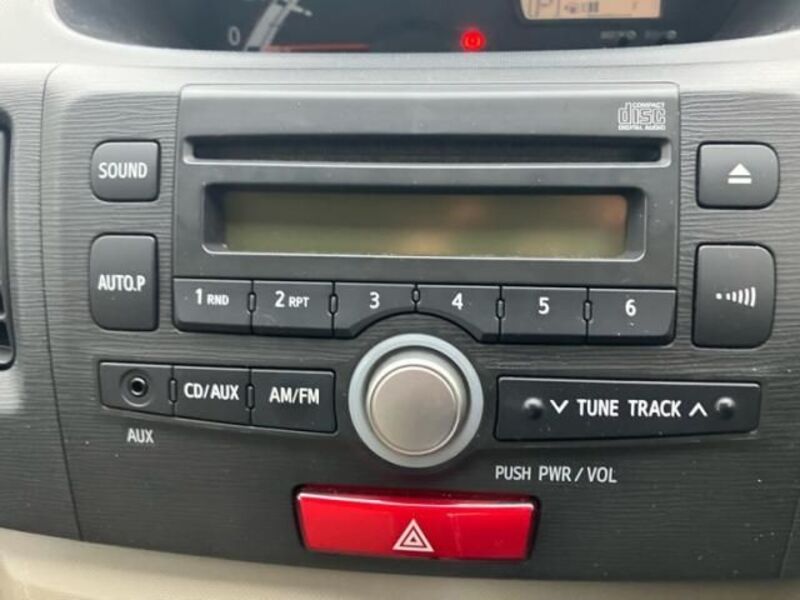 0
P
COMPACT
disc
DIGITAL AUDIO
SOUND
AUTO.P
1 RND
2 RPT
3
4
5
6
CD/AUX
AM/FM
TUNE TRACK
AUX
PUSH PWR/VOL